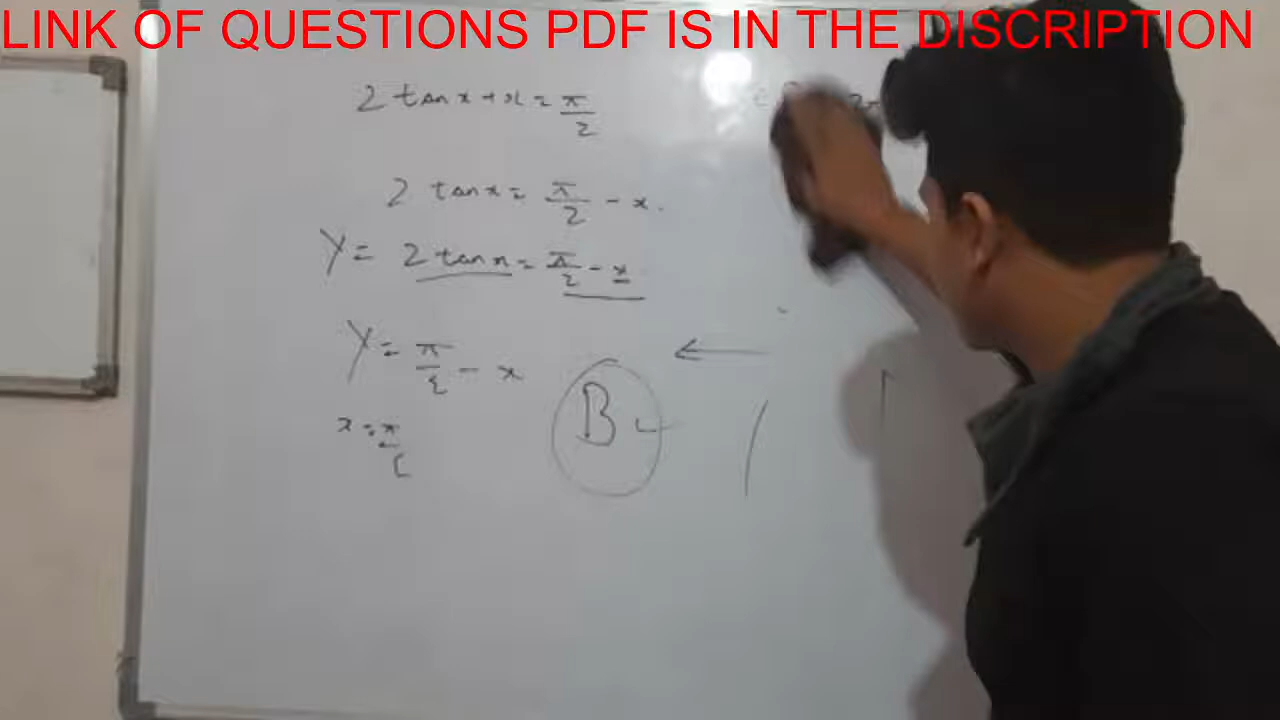 LINK OF QUESTIONS PDF IS IN THE DISCRIPTION
2 tan x + x = π/2
2 tan x = π/2 - x.
Y = 2 tan x = π/2 - x
Y = π/2 - x
x = π/2
B